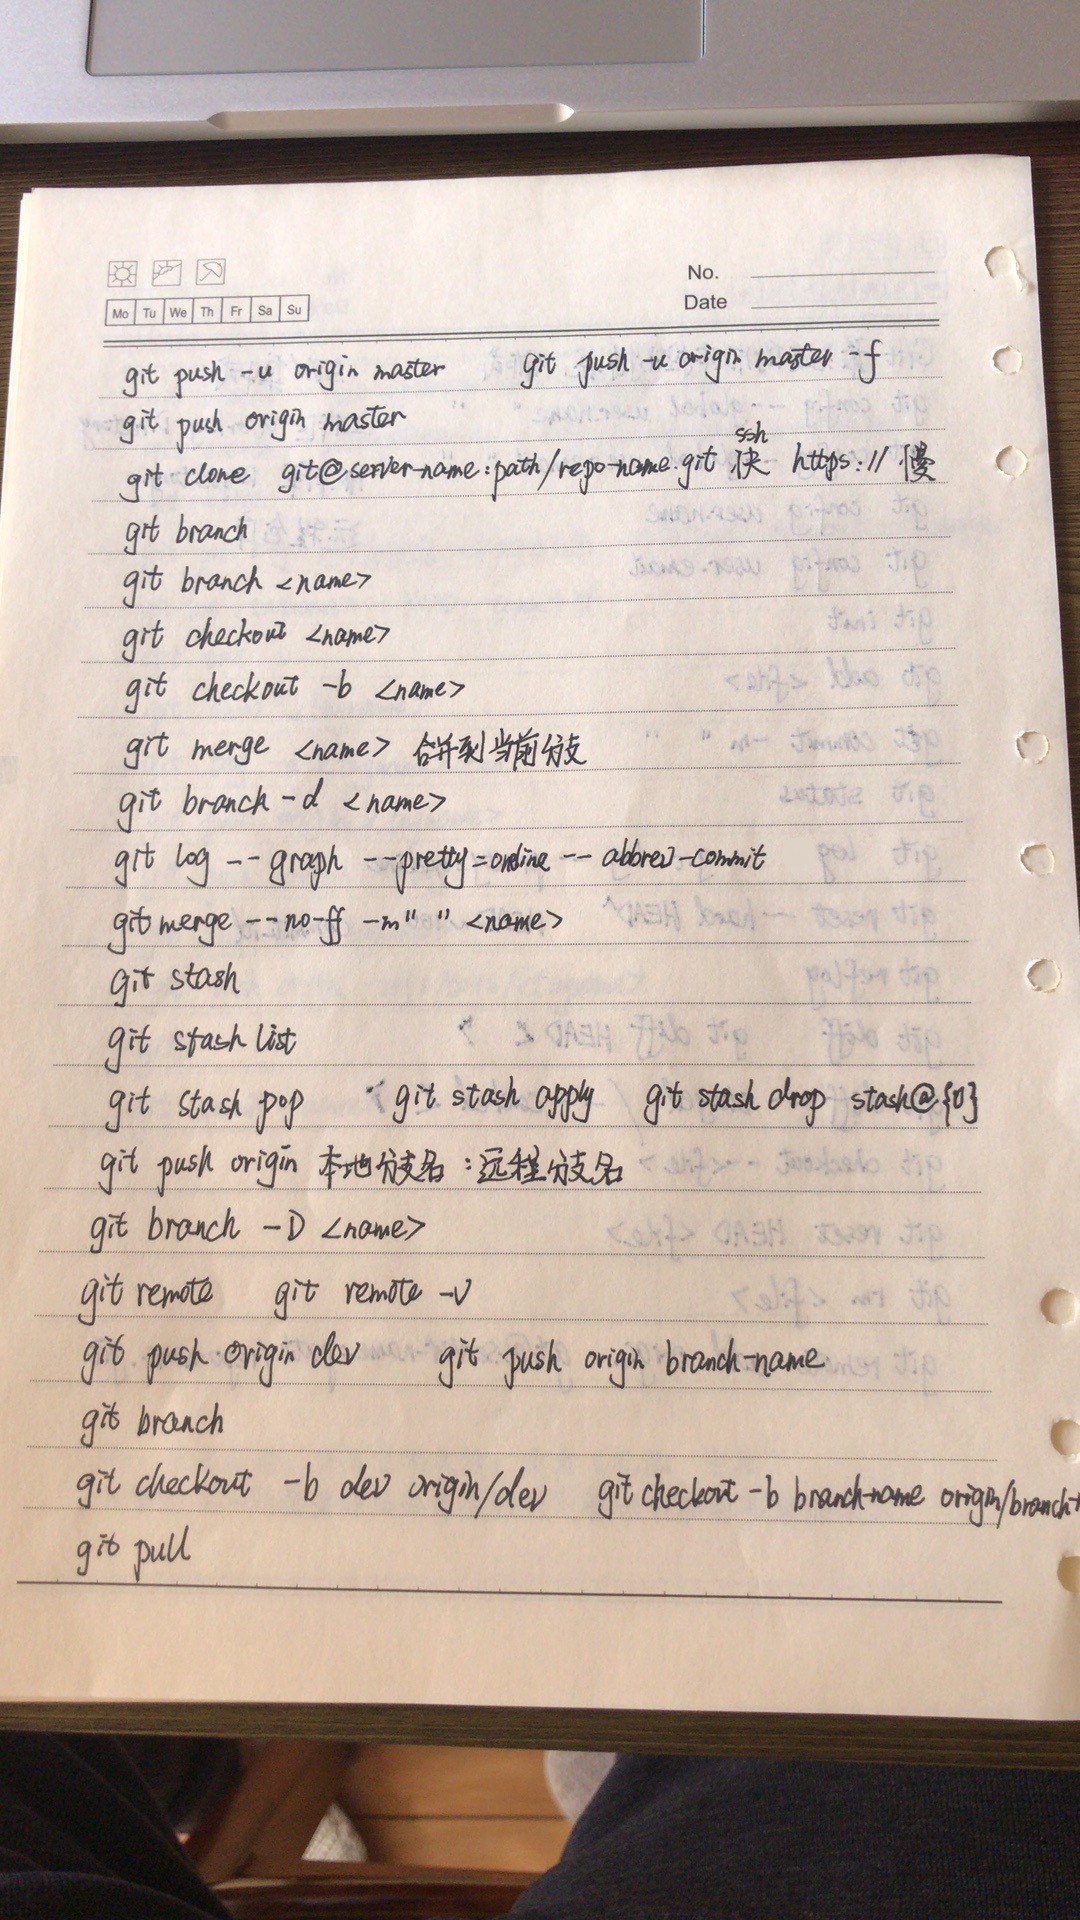 No.
Date
Mo Tu We Th Fr Sa Su
git push -u origin master git push -u origin master -f
git push origin master
git clone git@server-name:path/repo-name.git ssh快 https:// 慢
git branch
git branch <name>
git checkout <name>
git checkout -b <name>
git merge <name> 合并到当前分支
git branch -d <name>
git log --graph --pretty=online --abbrev-commit
git merge --no-ff -m" " <name>
git stash
git stash list
git stash pop git stash apply git stash drop stash@{0}
git push origin 本地分支名:远程分支名
git branch -D <name>
git remote git remote -v
git push origin dev git push origin branch-name
git branch
git checkout -b dev origin/dev git checkout -b branch-name origin/branch-
git pull